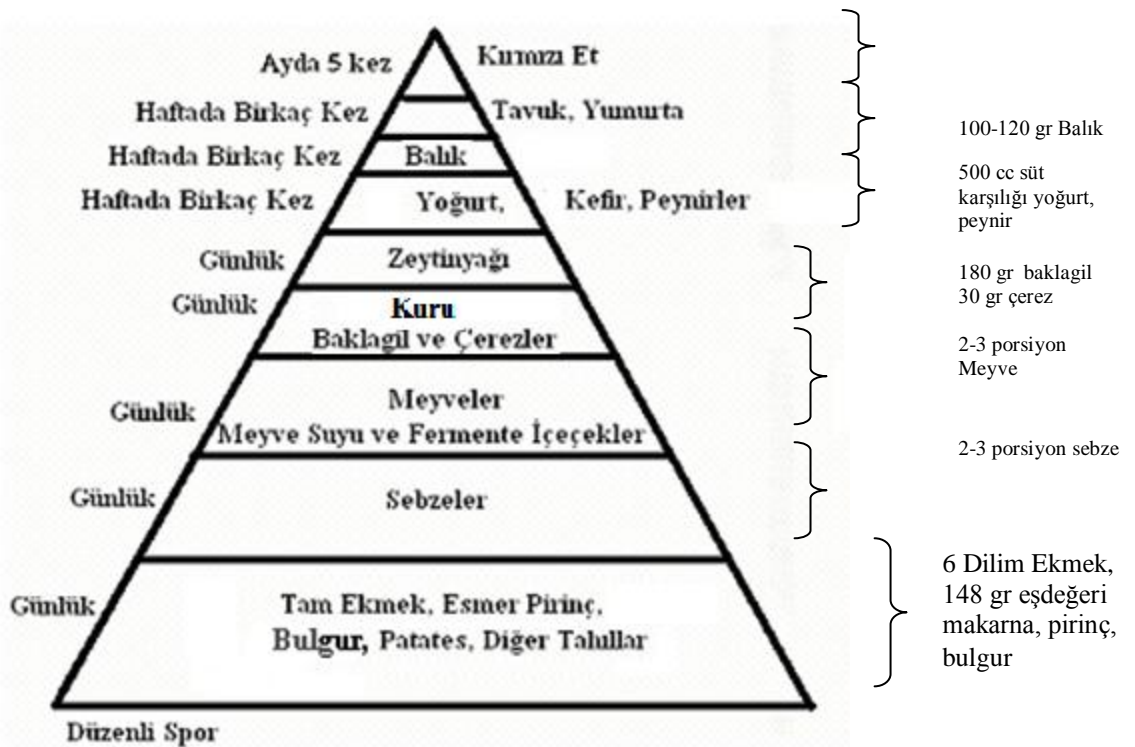 Ayda 5 kez Kırmızı Et
Haftada Birkaç Kez Tavuk, Yumurta
100-120 gr Balık
Haftada Birkaç Kez Balık
500 cc süt
karşılığı yoğurt,
peynir
Haftada Birkaç Kez Yoğurt, Kefir, Peynirler
Günlük Zeytinyağı
180 gr baklagil
30 gr çerez
Günlük Kuru
Baklagil ve Çerezler
2-3 porsiyon
Meyve
Günlük Meyveler
Meyve Suyu ve Fermente İçeçekler
2-3 porsiyon sebze
Günlük Sebzeler
6 Dilim Ekmek,
148 gr eşdeğeri
makarna, pirinç,
bulgur
Günlük Tam Ekmek, Esmer Pirinç,
Bulgur, Patates, Diğer Tahıllar
Düzenli Spor